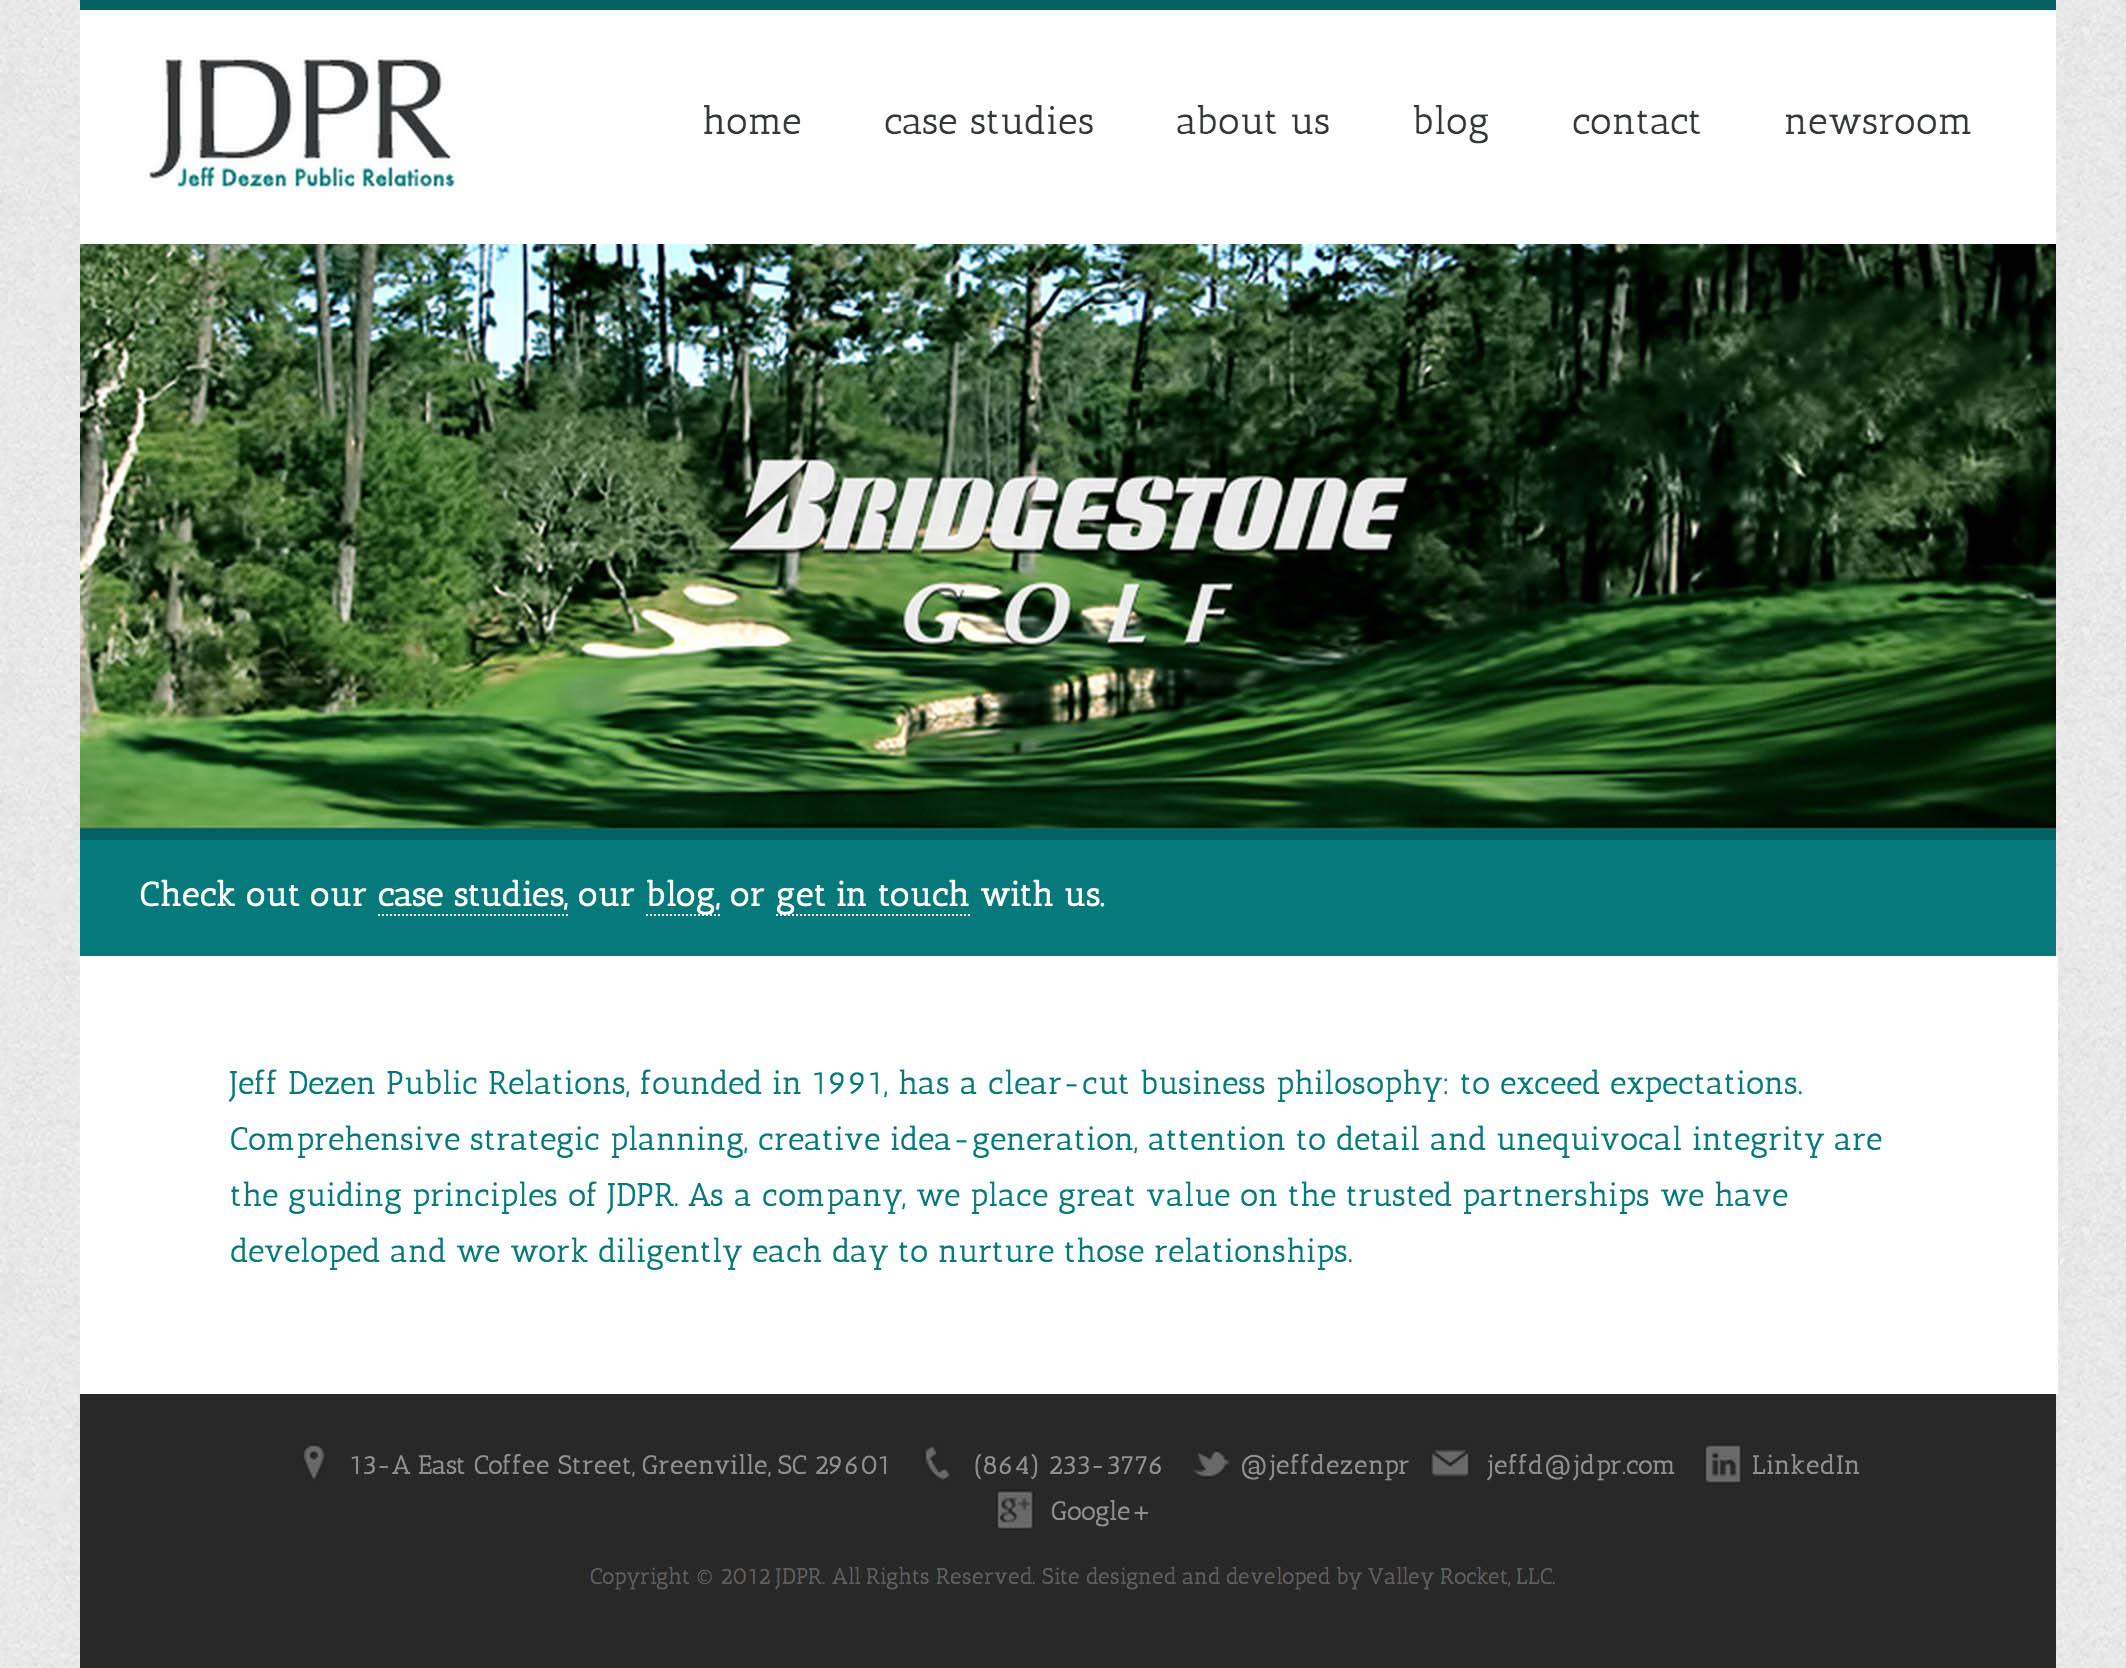 JDPR
Jeff Dezen Public Relations
home case studies about us blog contact newsroom
BRIDGESTONE
GOLF
Check out our case studies, our blog, or get in touch with us.
Jeff Dezen Public Relations, founded in 1991, has a clear-cut business philosophy: to exceed expectations.
Comprehensive strategic planning, creative idea-generation, attention to detail and unequivocal integrity are
the guiding principles of JDPR. As a company, we place great value on the trusted partnerships we have
developed and we work diligently each day to nurture those relationships.
13-A East Coffee Street, Greenville, SC 29601 (864) 233-3776 @jeffdezenpr jeffd@jdpr.com in LinkedIn
g+ Google+
Copyright © 2012 JDPR. All Rights Reserved. Site designed and developed by Valley Rocket, LLC.